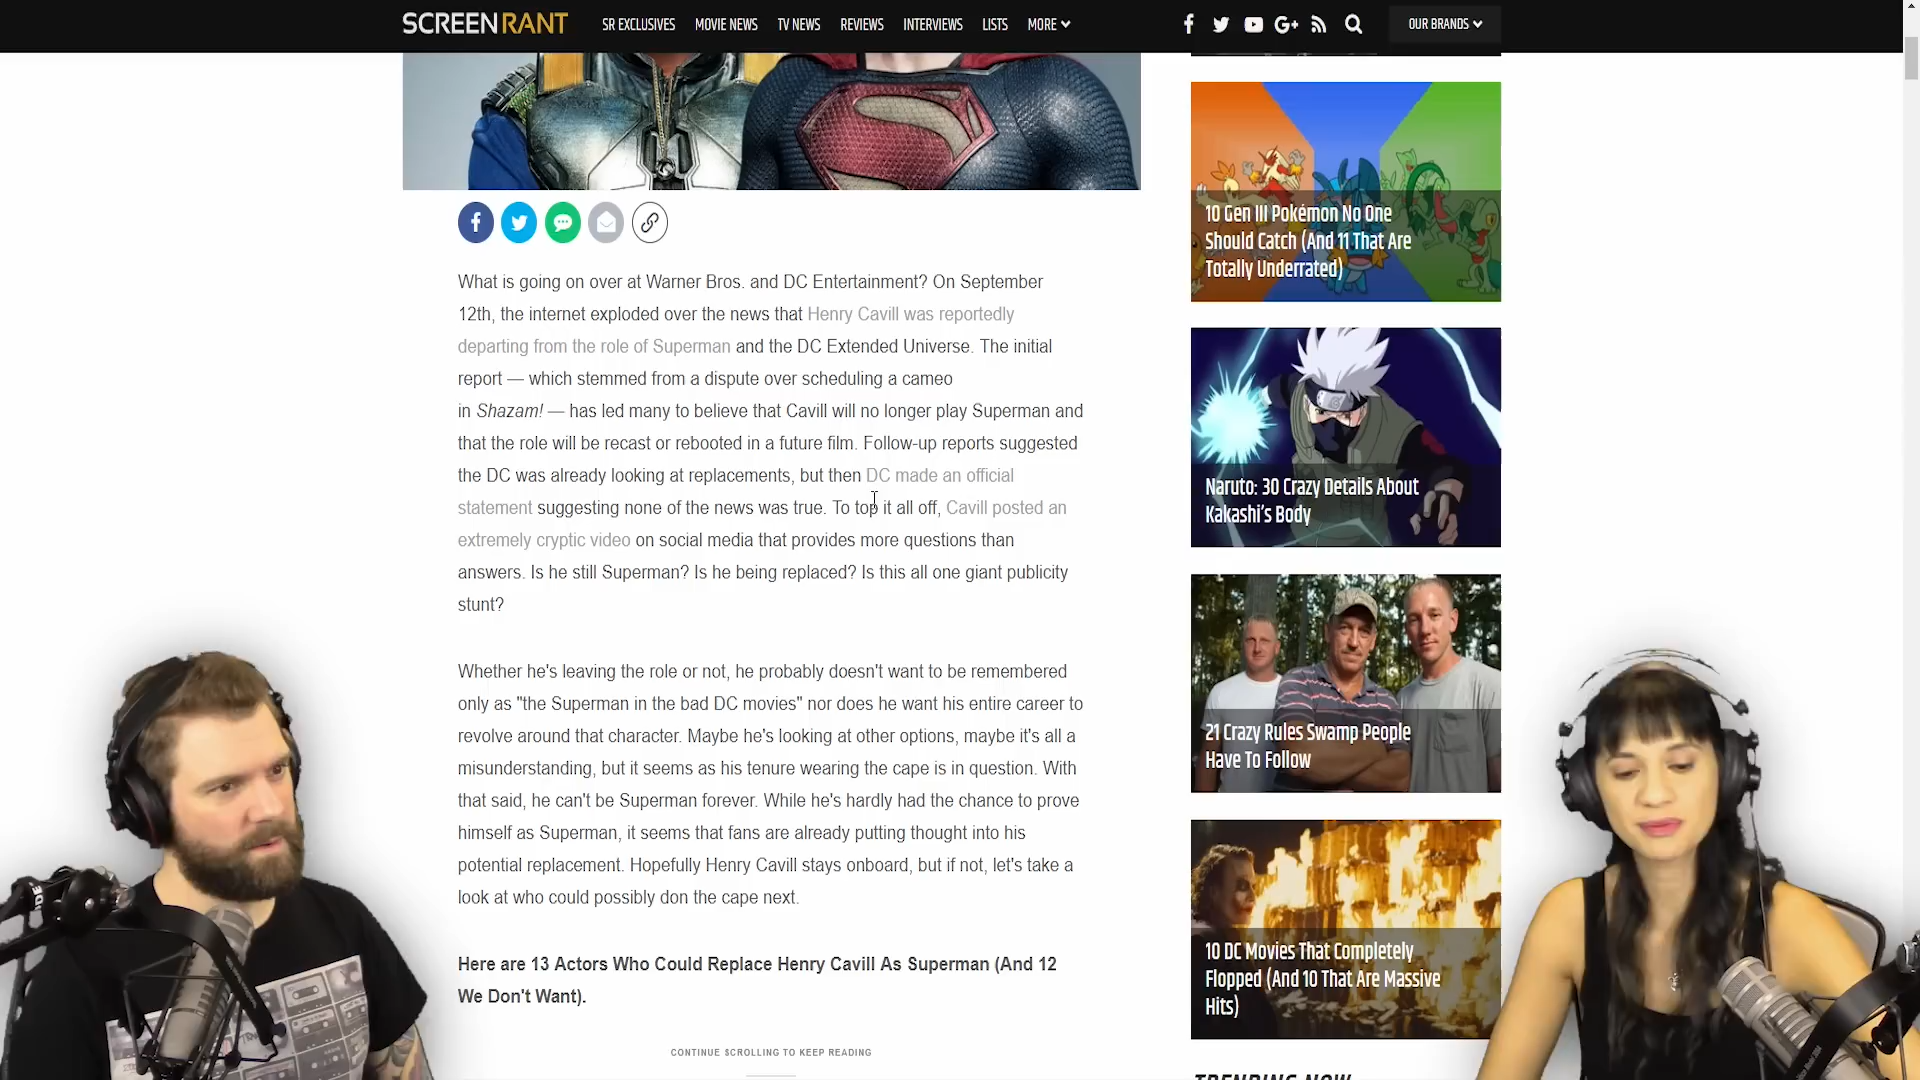 SCREENRANT
SR EXCLUSIVES
MOVIE NEWS
TV NEWS
REVIEWS
INTERVIEWS
LISTS
MORE
OUR BRANDS
What is going on over at Warner Bros. and DC Entertainment? On September
12th, the internet exploded over the news that Henry Cavill was reportedly
departing from the role of Superman and the DC Extended Universe. The initial
report — which stemmed from a dispute over scheduling a cameo
in Shazam! — has led many to believe that Cavill will no longer play Superman and
that the role will be recast or rebooted in a future film. Follow-up reports suggested
the DC was already looking at replacements, but then DC made an official
statement suggesting none of the news was true. To top it all off, Cavill posted an
extremely cryptic video on social media that provides more questions than
answers. Is he still Superman? Is he being replaced? Is this all one giant publicity
stunt?
Whether he's leaving the role or not, he probably doesn't want to be remembered
only as "the Superman in the bad DC movies" nor does he want his entire career to
revolve around that character. Maybe he's looking at other options, maybe it's all a
misunderstanding, but it seems as his tenure wearing the cape is in question. With
that said, he can't be Superman forever. While he's hardly had the chance to prove
himself as Superman, it seems that fans are already putting thought into his
potential replacement. Hopefully Henry Cavill stays onboard, but if not, let's take a
look at who could possibly don the cape next.
Here are 13 Actors Who Could Replace Henry Cavill As Superman (And 12
We Don't Want).
CONTINUE SCROLLING TO KEEP READING
10 Gen III Pokémon No One
Should Catch (And 11 That Are
Totally Underrated)
Naruto: 30 Crazy Details About
Kakashi's Body
21 Crazy Rules Swamp People
Have To Follow
10 DC Movies That Completely
Flopped (And 10 That Are Massive
Hits)
TRENDING NOW